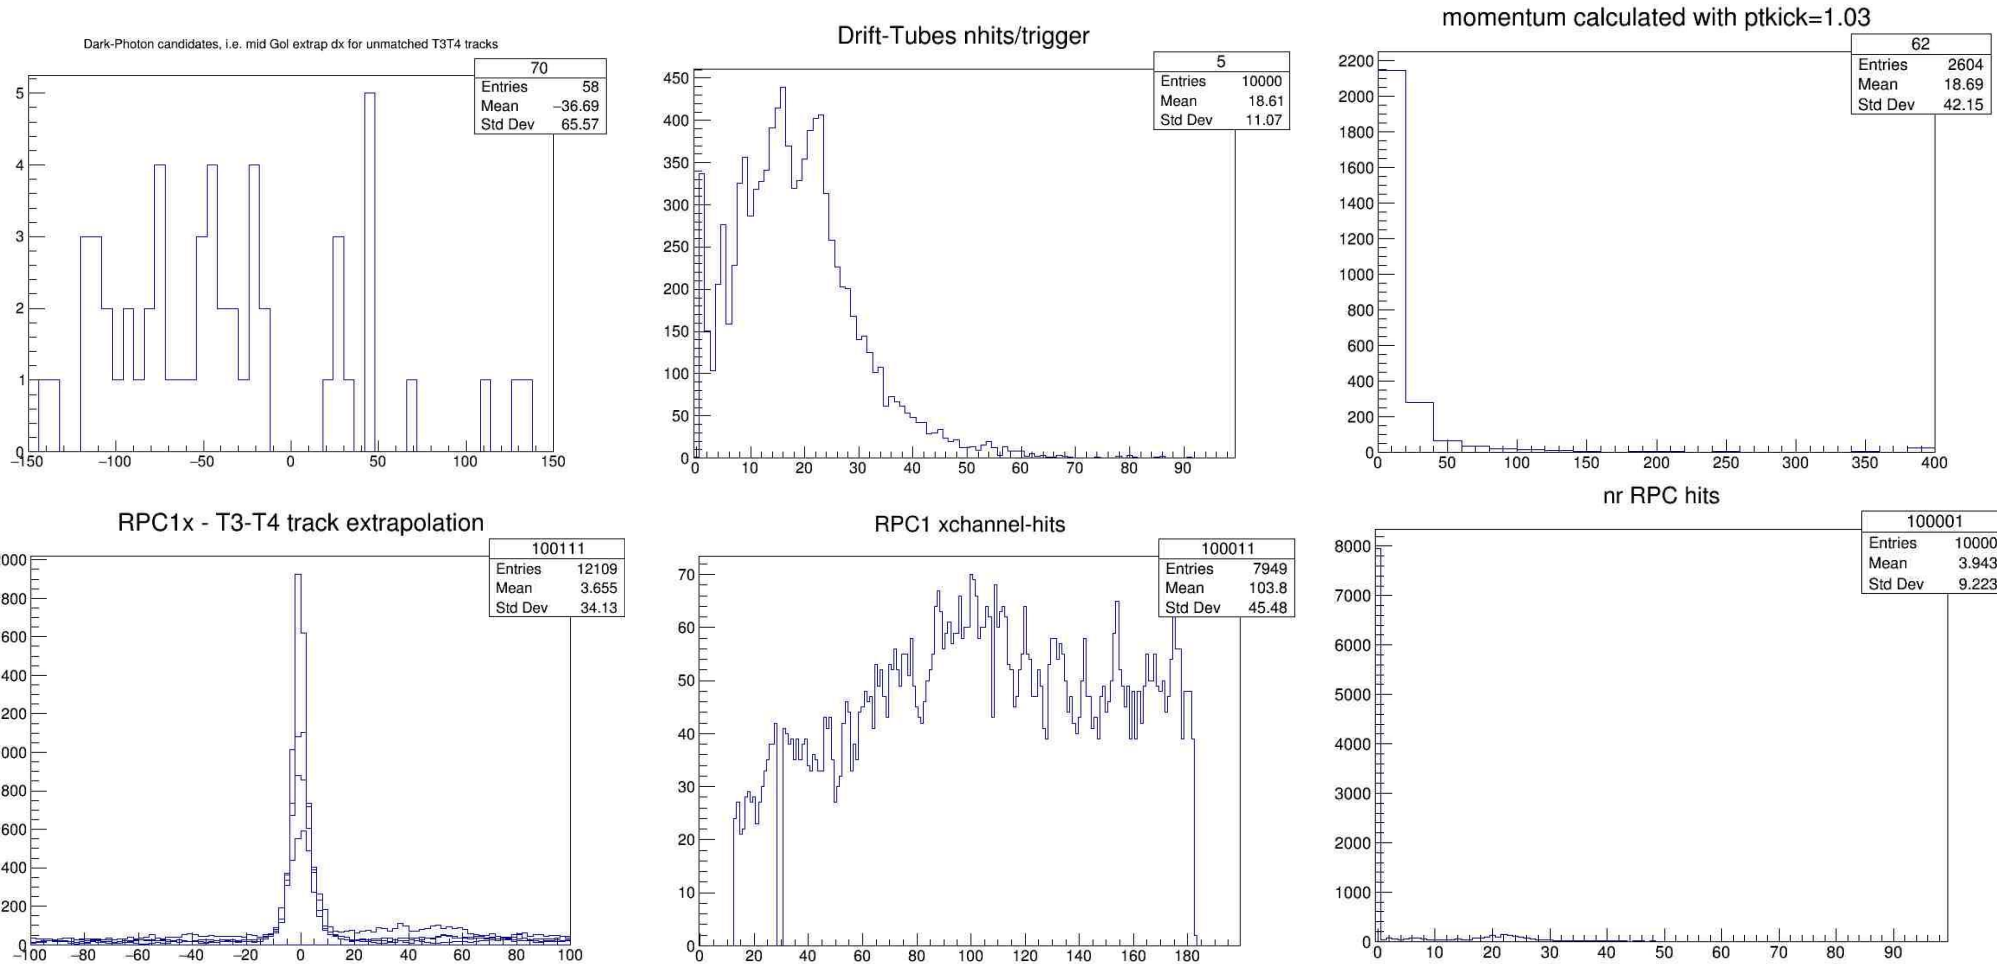 Dark-Photon candidates, i.e. mid Gol extrap dx for unmatched T3T4 tracks
70
Entries 58
Mean −36.69
Std Dev 65.57
5
4
3
2
1
0
−150 −100 −50 0 50 100 150
Drift-Tubes nhits/trigger
5
Entries 10000
Mean 18.61
Std Dev 11.07
450
400
350
300
250
200
150
100
50
0
0 10 20 30 40 50 60 70 80 90
momentum calculated with ptkick=1.03
62
Entries 2604
Mean 18.69
Std Dev 42.15
2200
2000
1800
1600
1400
1200
1000
800
600
400
200
0
0 50 100 150 200 250 300 350 400
RPC1x - T3-T4 track extrapolation
100111
Entries 12109
Mean 3.655
Std Dev 34.13
000
800
600
400
200
000
800
600
400
200
0
−100 −80 −60 −40 −20 0 20 40 60 80 100
RPC1 xchannel-hits
100011
Entries 7949
Mean 103.8
Std Dev 45.48
70
60
50
40
30
20
10
0
0 20 40 60 80 100 120 140 160 180
nr RPC hits
100001
Entries 10000
Mean 3.943
Std Dev 9.223
8000
7000
6000
5000
4000
3000
2000
1000
0
0 10 20 30 40 50 60 70 80 90